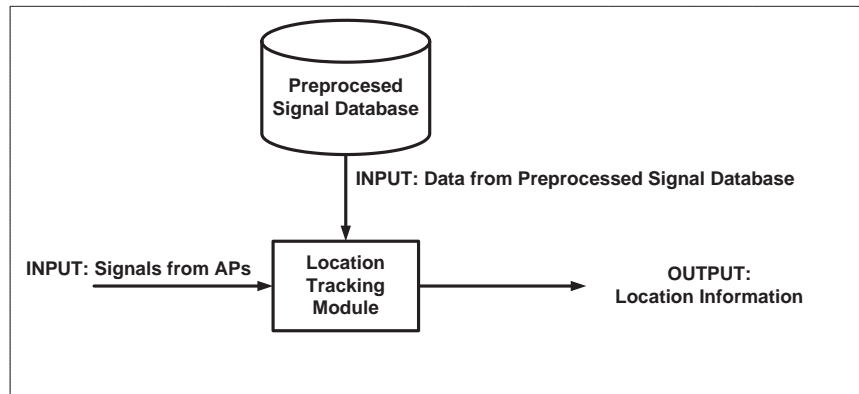 Preprocesed
Signal Database
INPUT: Data from Preprocessed Signal Database
INPUT: Signals from APs
Location
Tracking
Module
OUTPUT:
Location Information